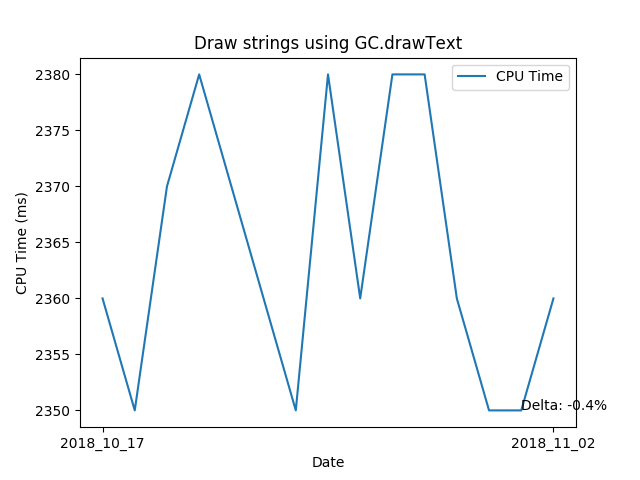 Draw strings using GC.drawText
CPU Time
2380
2375
2370
2365
2360
2355
2350
CPU Time (ms)
Delta: -0.4%
2018_10_17
2018_11_02
Date